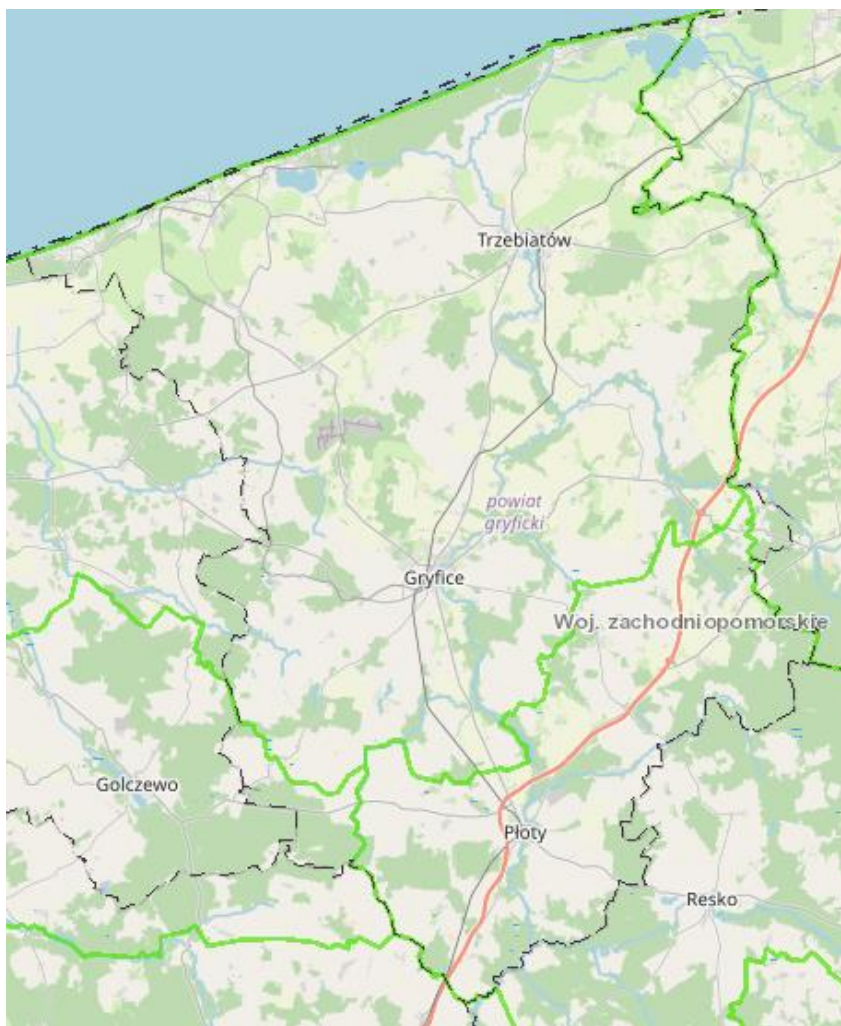 Trzebiatów
powiat
gryficki
Gryfice
Woj. zachodniopomorskie
Golczewo
Płoty
Resko